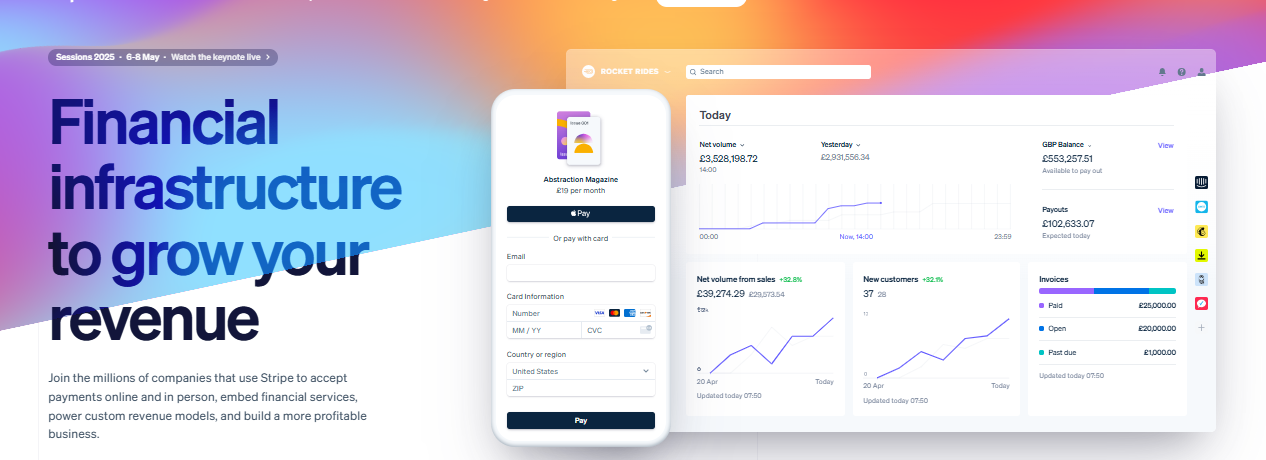 Sessions 2025 · 6-8 May · Watch the keynote live
Financial
infrastructure
to grow your
revenue
Join the millions of companies that use Stripe to accept
payments online and in person, embed financial services,
power custom revenue models, and build a more profitable
business.
Abstraction Magazine
£19 per month
Pay
Or pay with card
Email
Card Information
Number
VISA
MM / YY
CVC
Country or region
United States
ZIP
Pay
ROCKET RIDES
Search
Today
Net volume
£3,528,198.72
14:00
Yesterday
£2,931,556.34
00:00
Now, 14:00
23:59
GBP Balance
View
£553,257.51
Available to pay out
Payouts
View
£102,633.07
Expected today
Net volume from sales +32.8%
£39,274.29 £29,573.54
0
20 Apr
Today
Updated today 07:50
New customers +32.1%
37 28
12
0
20 Apr
Today
Updated today 07:50
Invoices
Paid £25,000.00
Open £20,000.00
Past due £1,000.00
Updated today 07:50